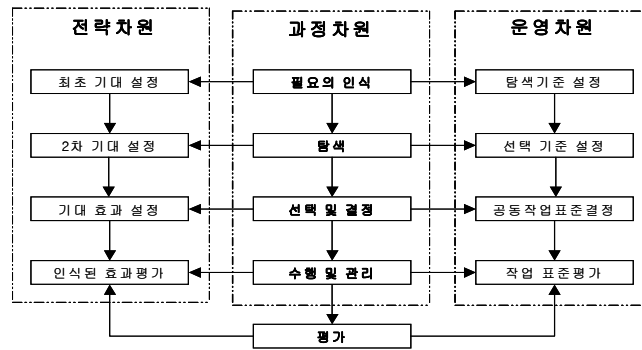 전략차원
최초 기대 설정
2차 기대 설정
기대 효과 설정
인식된 효과평가
과정차원
필요의 인식
탐색
선택 및 결정
수행 및 관리
평가
운영차원
탐색기준 설정
선택 기준 설정
공동작업표준결정
작업 표준평가